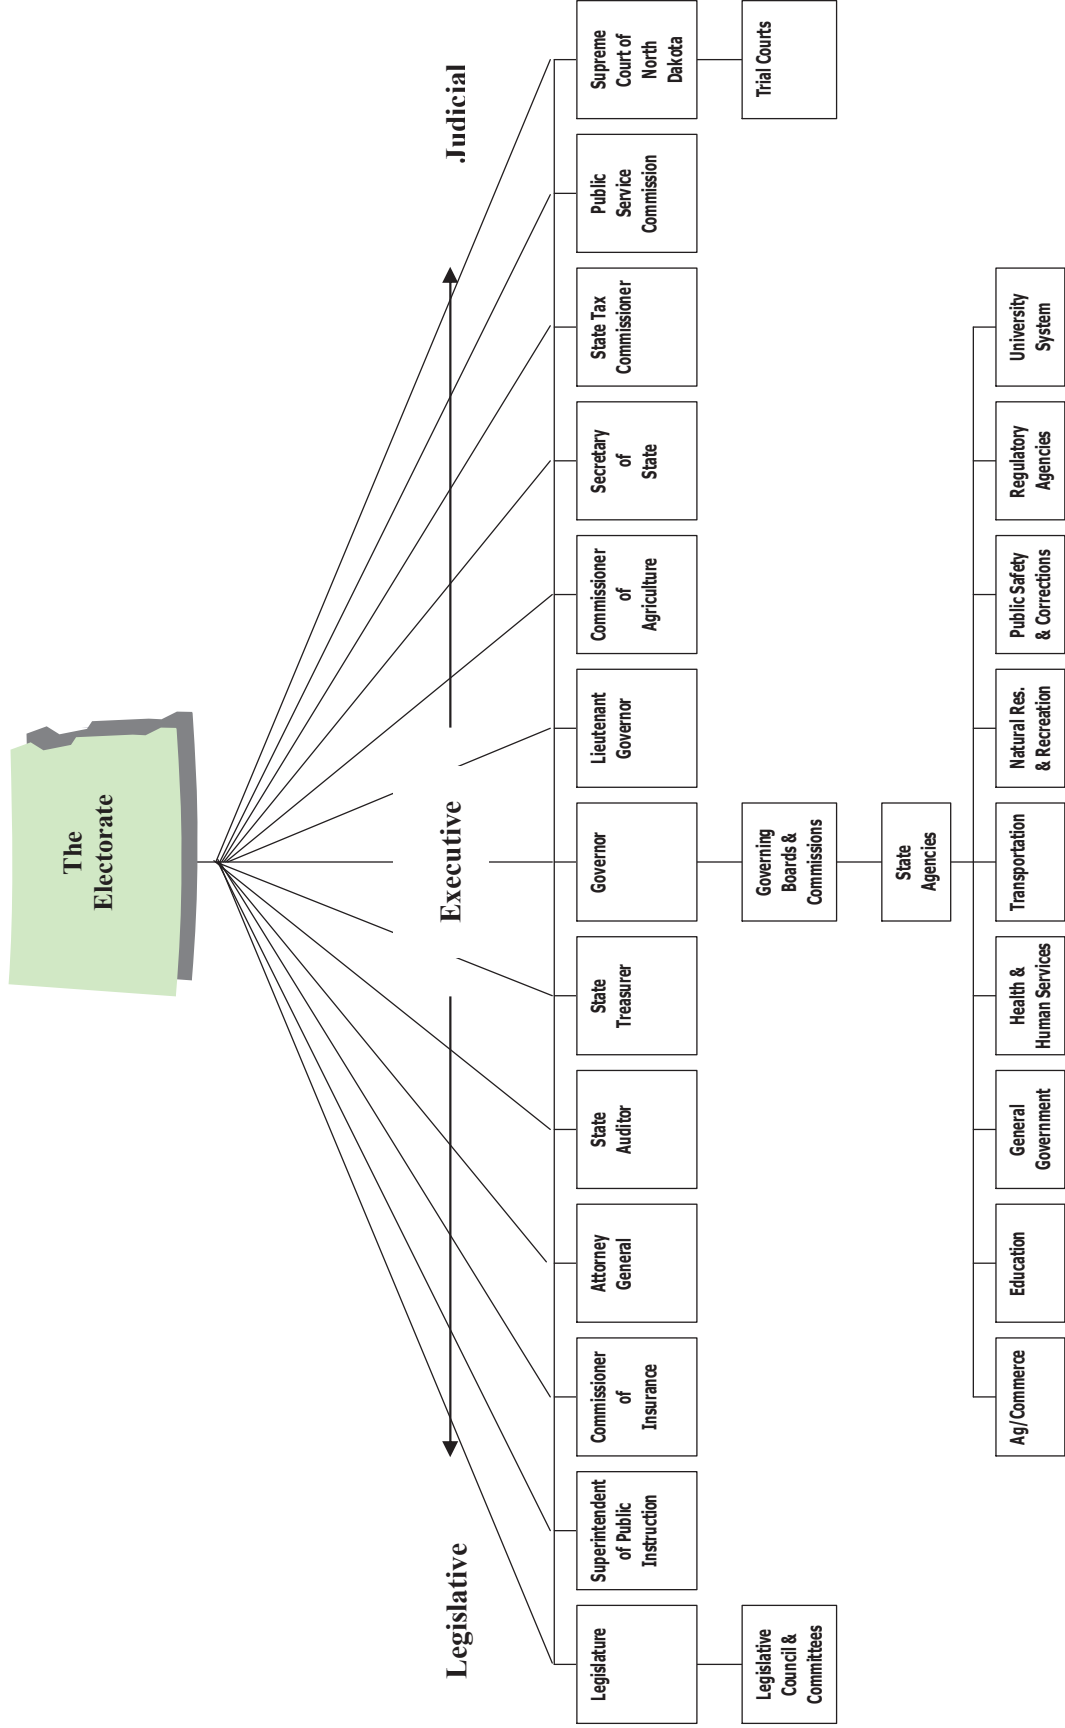 The
Electorate
Legislative
Executive
Judicial
Legislature
Superintendent
of Public
Instruction
Commissioner
of
Insurance
Attorney
General
State
Auditor
State
Treasurer
Governor
Lieutenant
Governor
Commissioner
of
Agriculture
Secretary
of
State
State Tax
Commissioner
Public
Service
Commission
Supreme
Court of
North
Dakota
Legislative
Council &
Committees
Governing
Boards &
Commissions
Trial Courts
State
Agencies
Ag/Commerce
Education
General
Government
Health &
Human Services
Transportation
Natural Res.
& Recreation
Public Safety
& Corrections
Regulatory
Agencies
University
System